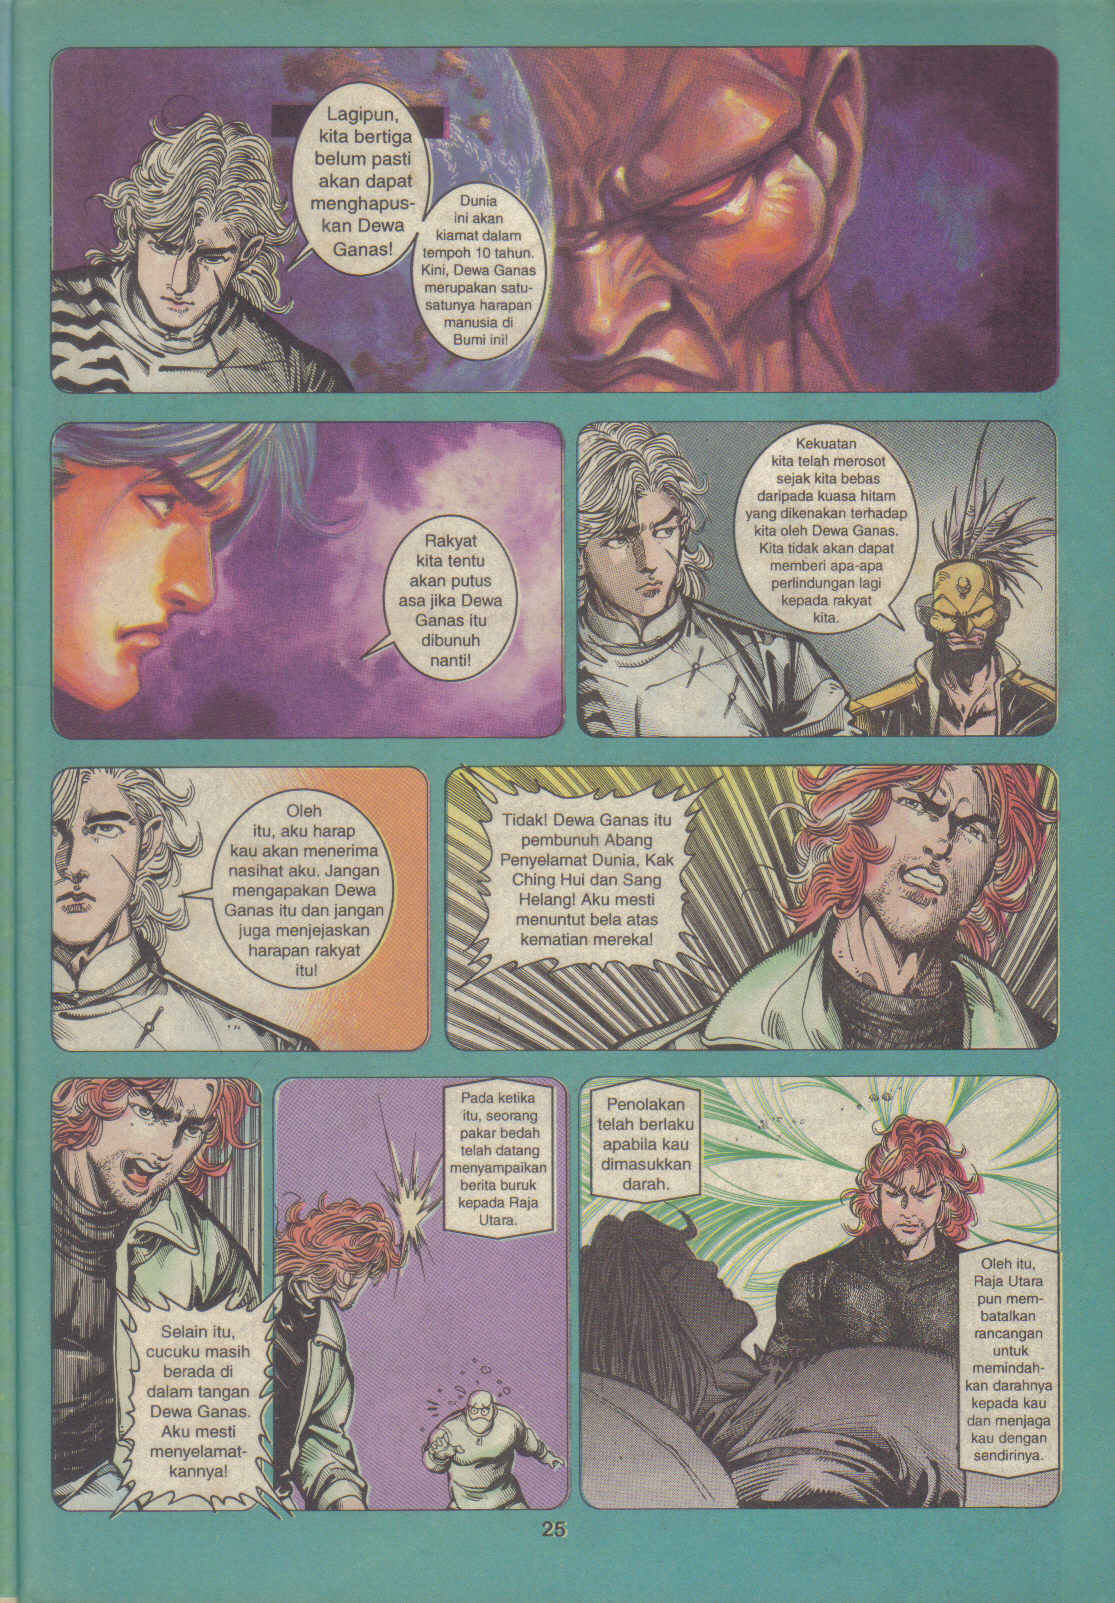 Lagipun,
kita bertiga
belum pasti
akan dapat
menghapus-
kan Dewa
Ganas!
Dunia
ini akan
kiamat dalam
tempoh 10 tahun.
Kini, Dewa Ganas
merupakan satu-
satunya harapan
manusia di
Bumi ini!
Rakyat
kita tentu
akan putus
asa jika Dewa
Ganas itu
dibunuh
nanti!
Kekuatan
kita telah merosot
sejak kita bebas
daripada kuasa hitam
yang dikenakan terhadap
kita oleh Dewa Ganas.
Kita tidak akan dapat
memberi apa-apa
perlindungan lagi
kepada rakyat
kita.
Oleh
itu, aku harap
kau akan menerima
nasihat aku. Jangan
mengapakan Dewa
Ganas itu dan jangan
juga menjejaskan
harapan rakyat
itu!
Tidak! Dewa Ganas itu
pembunuh Abang
Penyelamat Dunia, Kak
Ching Hui dan Sang
Helang! Aku mesti
menuntut bela atas
kematian mereka!
Selain itu,
cucuku masih
berada di
dalam tangan
Dewa Ganas.
Aku mesti
menyelamat-
kannya!
Pada ketika
itu, seorang
pakar bedah
telah datang
menyampaikan
berita buruk
kepada Raja
Utara.
Penolakan
telah berlaku
apabila kau
dimasukkan
darah.
Oleh itu,
Raja Utara
pun mem-
batalkan
rancangan
untuk
memindah-
kan darahnya
kepada kau
dan menjaga
kau dengan
sendirinya.
25